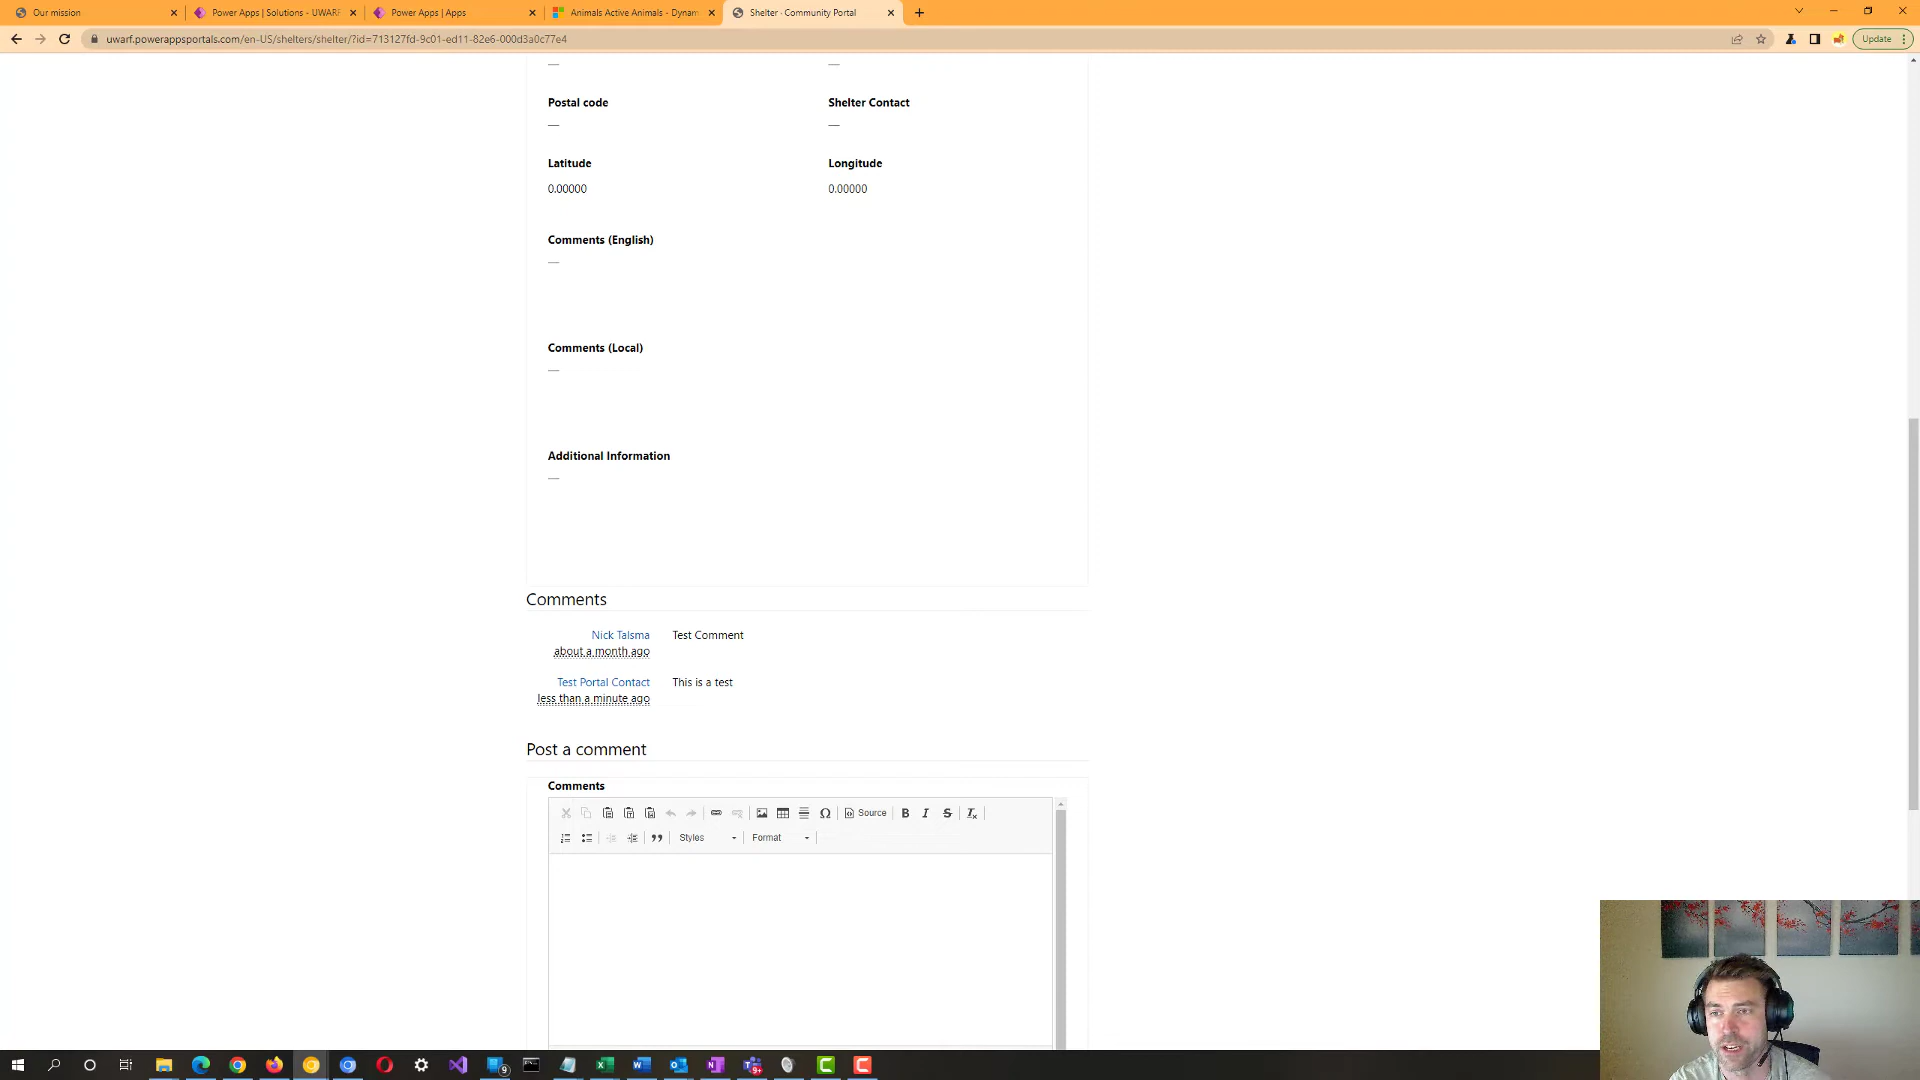 Our mission
Power Apps | Solutions - UWARF
Power Apps | Apps
Animals Active Animals - Dynam
Shelter · Community Portal
uwarf.powerappsportals.com/en-US/shelters/shelter/?id=713127fd-9c01-ed11-82e6-000d3a0c77e4
Update
—
—
Postal code
Shelter Contact
—
—
Latitude
Longitude
0.00000
0.00000
Comments (English)
—
Comments (Local)
—
Additional Information
—
Comments
Nick Talsma
Test Comment
about a month ago
Test Portal Contact
This is a test
less than a minute ago
Post a comment
Comments
Source
B I S
Styles
Format
9
9+